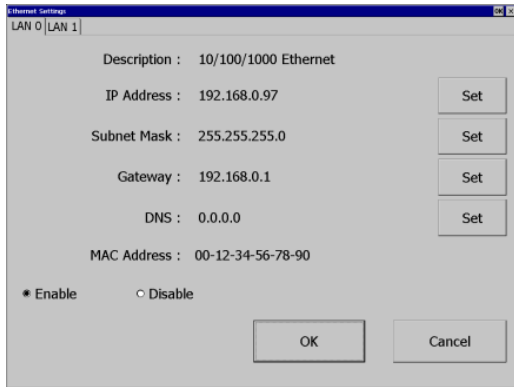 Ethernet Settings OK ×
LAN 0 LAN 1
Description : 10/100/1000 Ethernet
IP Address : 192.168.0.97 Set
Subnet Mask : 255.255.255.0 Set
Gateway : 192.168.0.1 Set
DNS : 0.0.0.0 Set
MAC Address : 00-12-34-56-78-90
Enable Disable
OK Cancel